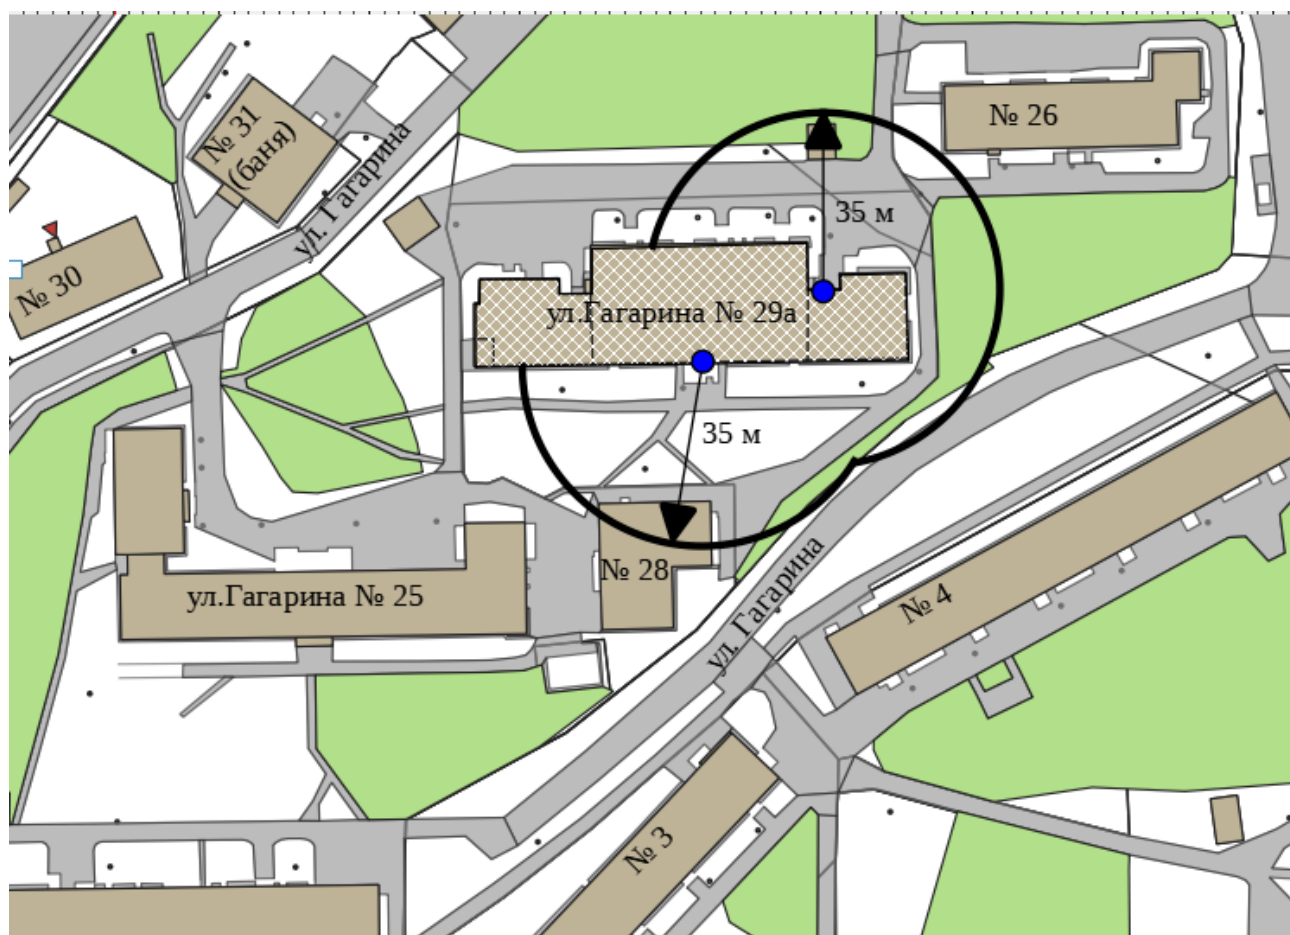 № 26
№ 31
(баня)
ул. Гагарина
35 м
№ 30
ул.Гагарина № 29а
35 м
№ 28
ул.Гагарина № 25
№ 4
ул. Гагарина
№ 3